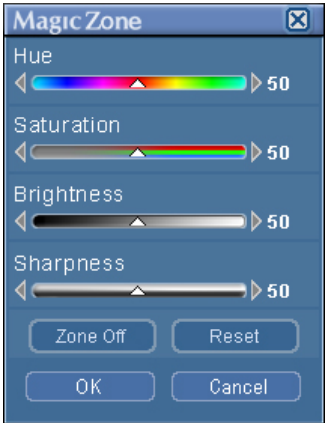 Magic Zone
Hue
50
Saturation
50
Brightness
50
Sharpness
50
Zone Off Reset
OK Cancel